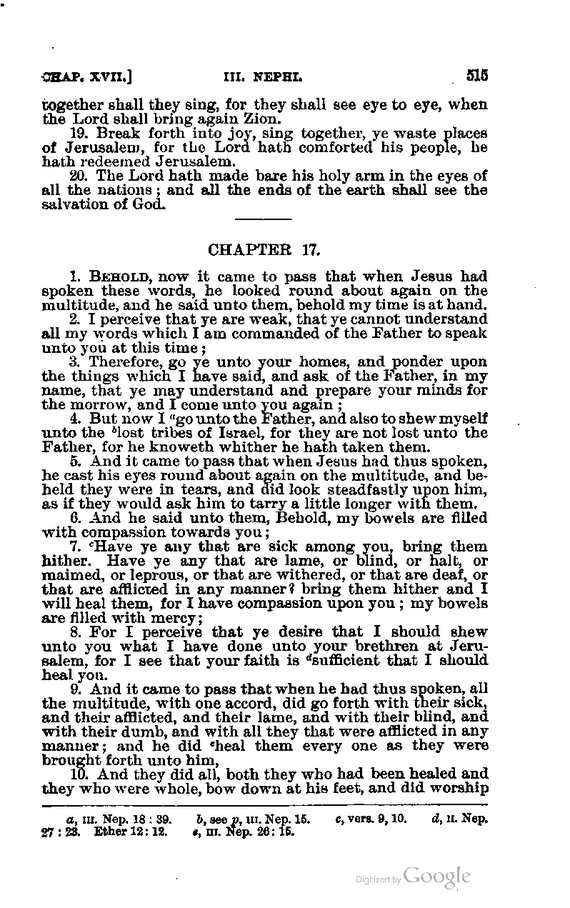 CHAP. XVII.] III. NEPHI. 515
together shall they sing, for they shall see eye to eye, when
the Lord shall bring again Zion.
19. Break forth into joy, sing together, ye waste places
of Jerusalem, for the Lord hath comforted his people, he
hath redeemed Jerusalem.
20. The Lord hath made bare his holy arm in the eyes of
all the nations; and all the ends of the earth shall see the
salvation of God.
CHAPTER 17.
1. BEHOLD, now it came to pass that when Jesus had
spoken these words, he looked round about again on the
multitude, and he said unto them, behold my time is at hand.
2. I perceive that ye are weak, that ye cannot understand
all my words which I am commanded of the Father to speak
unto you at this time;
3. Therefore, go ye unto your homes, and ponder upon
the things which I have said, and ask of the Father, in my
name, that ye may understand and prepare your minds for
the morrow, and I come unto you again;
4. But now I ᵃgo unto the Father, and also to shew myself
unto the ᵇlost tribes of Israel, for they are not lost unto the
Father, for he knoweth whither he hath taken them.
5. And it came to pass that when Jesus had thus spoken,
he cast his eyes round about again on the multitude, and be-
held they were in tears, and did look steadfastly upon him,
as if they would ask him to tarry a little longer with them.
6. And he said unto them, Behold, my bowels are filled
with compassion towards you;
7. ᶜHave ye any that are sick among you, bring them
hither. Have ye any that are lame, or blind, or halt, or
maimed, or leprous, or that are withered, or that are deaf, or
that are afflicted in any manner? bring them hither and I
will heal them, for I have compassion upon you; my bowels
are filled with mercy;
8. For I perceive that ye desire that I should shew
unto you what I have done unto your brethren at Jeru-
salem, for I see that your faith is ᵈsufficient that I should
heal you.
9. And it came to pass that when he had thus spoken, all
the multitude, with one accord, did go forth with their sick,
and their afflicted, and their lame, and with their blind, and
with their dumb, and with all they that were afflicted in any
manner; and he did ᵉheal them every one as they were
brought forth unto him,
10. And they did all, both they who had been healed and
they who were whole, bow down at his feet, and did worship
a, III. Nep. 18:39. b, see p, III. Nep. 15. c, vers. 9, 10. d, II. Nep.
27:23. Ether 12:12. e, III. Nep. 26:15.
Digitized by Google